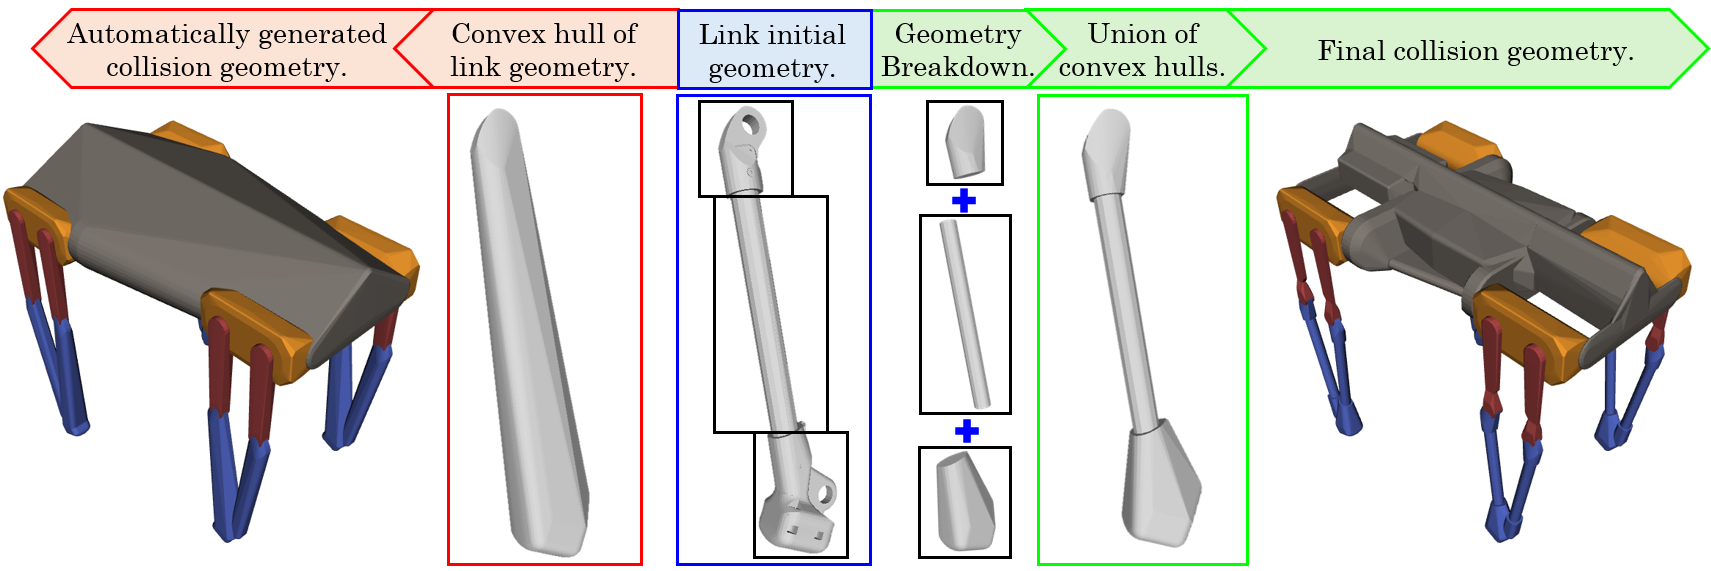 Automatically generated
collision geometry.
Convex hull of
link geometry.
Link initial
geometry.
Geometry
Breakdown.
Union of
convex hulls.
Final collision geometry.